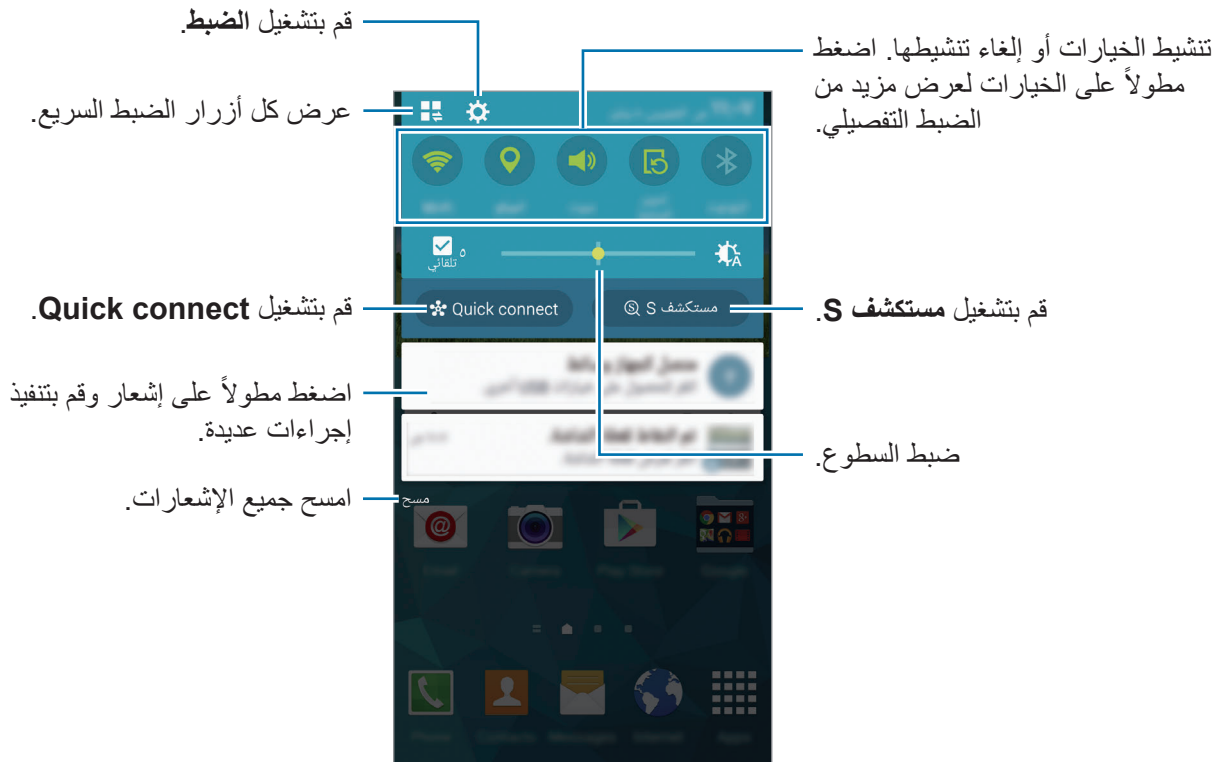 قم بتشغيل الضبط.
تنشيط الخيارات أو إلغاء تنشيطها. اضغط
مطولاً على الخيارات لعرض مزيد من
الضبط التفصيلي.
عرض كل أزرار الضبط السريع.
٥
تلقائي
A
قم بتشغيل Quick connect.
Quick connect
مستكشف S
قم بتشغيل مستكشف S.
اضغط مطولاً على إشعار وقم بتنفيذ
إجراءات عديدة.
ضبط السطوع.
مسح
امسح جميع الإشعارات.